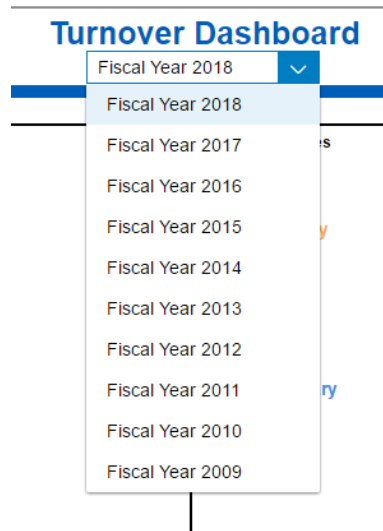 Turnover Dashboard
Fiscal Year 2018
Fiscal Year 2018
Fiscal Year 2017
Fiscal Year 2016
Fiscal Year 2015
Fiscal Year 2014
Fiscal Year 2013
Fiscal Year 2012
Fiscal Year 2011
Fiscal Year 2010
Fiscal Year 2009